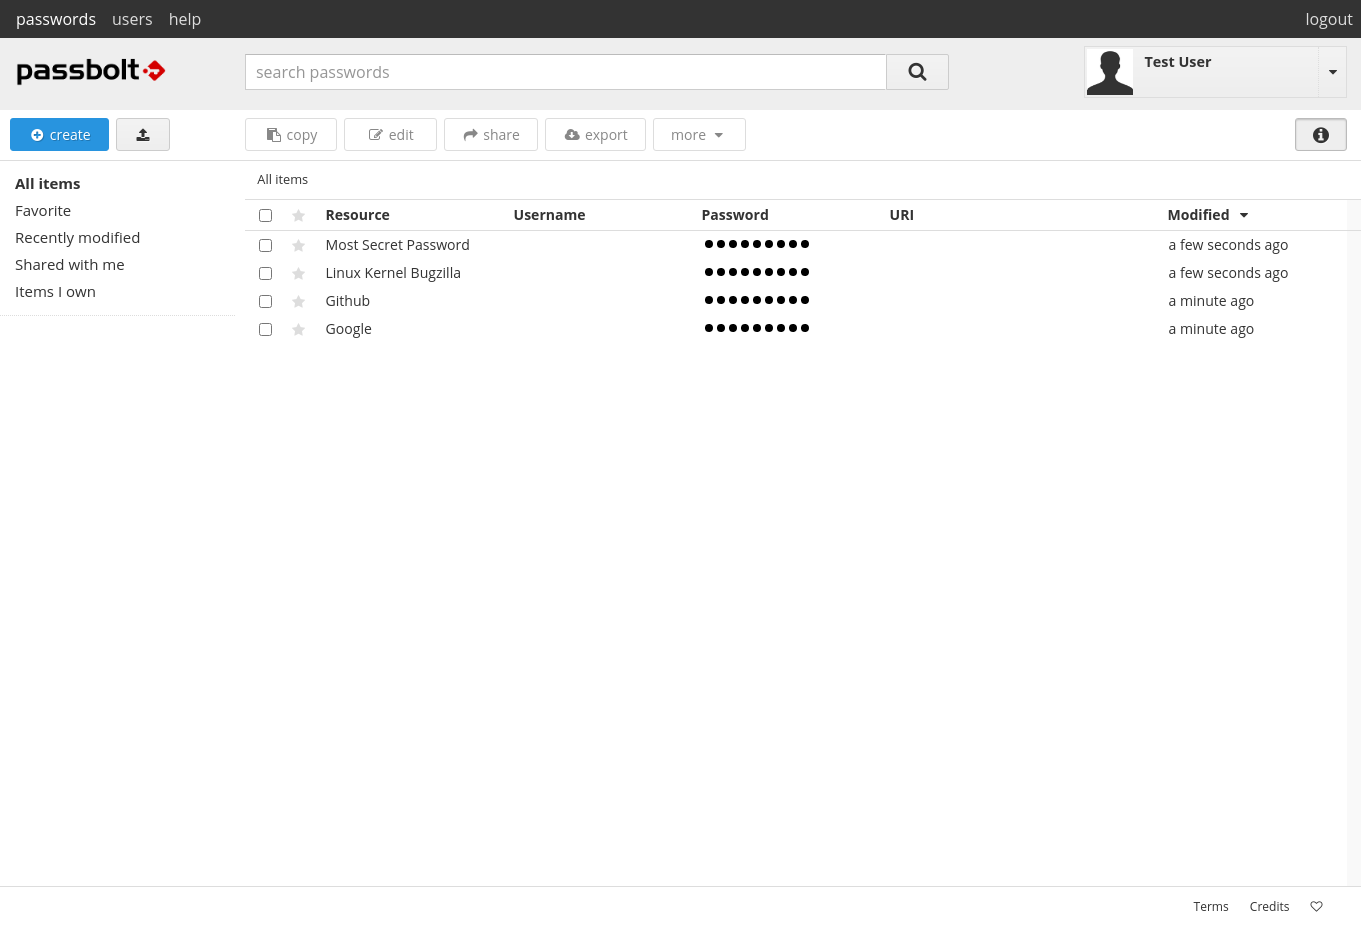 passwords users help logout
passbolt search passwords Test User
create copy edit share export more
All items
Favorite
Recently modified
Shared with me
Items I own
All items
Resource Username Password URI Modified
Most Secret Password ●●●●●●●●● a few seconds ago
Linux Kernel Bugzilla ●●●●●●●●● a few seconds ago
Github ●●●●●●●●● a minute ago
Google ●●●●●●●●● a minute ago
Terms Credits